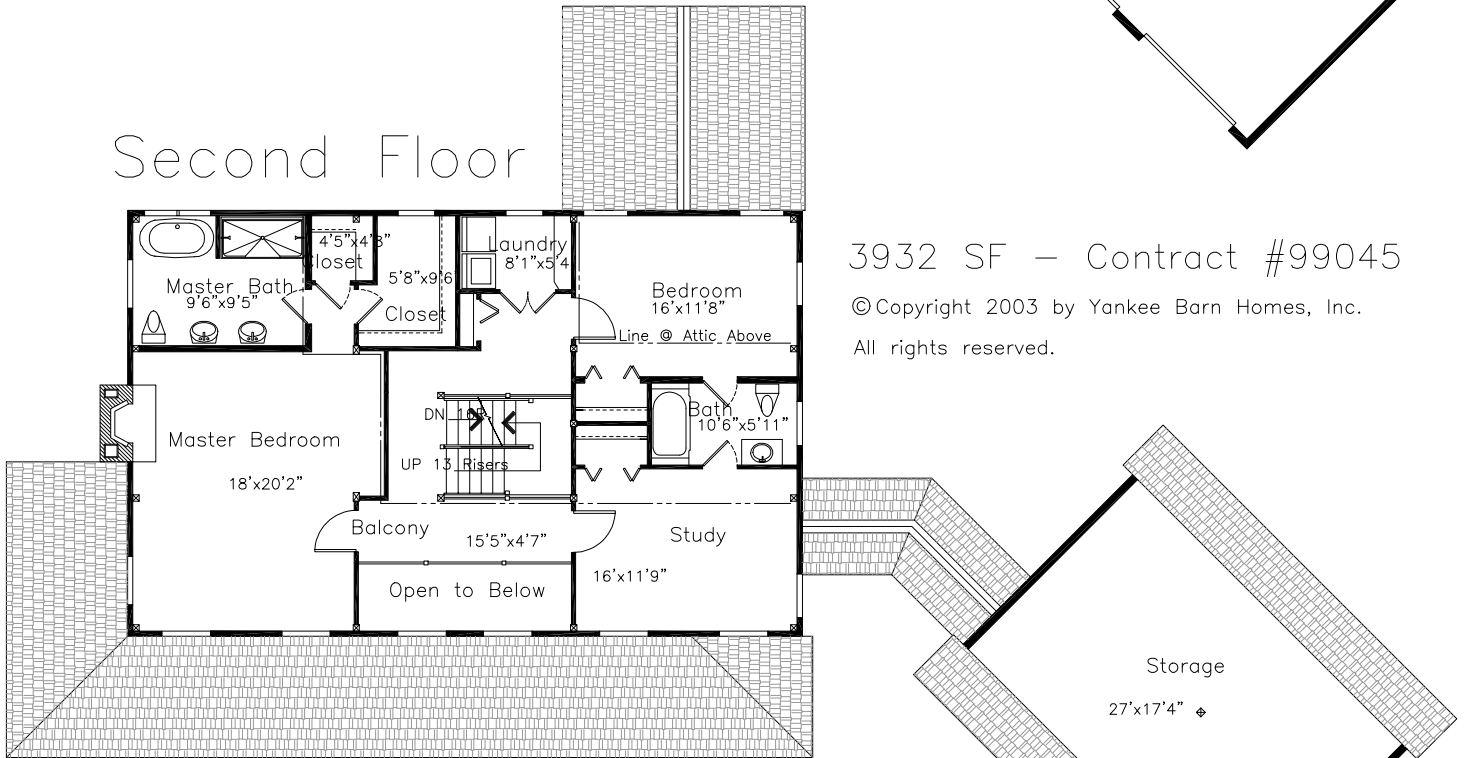 Second Floor
4'5"x4'3"
Closet
Laundry
8'1"x5'4
5'8"x9'6"
Closet
Master Bath
9'6"x9'5"
Bedroom
16'x11'8"
Line @ Attic Above
3932 SF – Contract #99045
©Copyright 2003 by Yankee Barn Homes, Inc.
All rights reserved.
DN 16R
Bath
10'6"x5'11"
Master Bedroom
18'x20'2"
UP 13 Risers
Balcony
15'5"x4'7"
Study
16'x11'9"
Open to Below
Storage
27'x17'4"